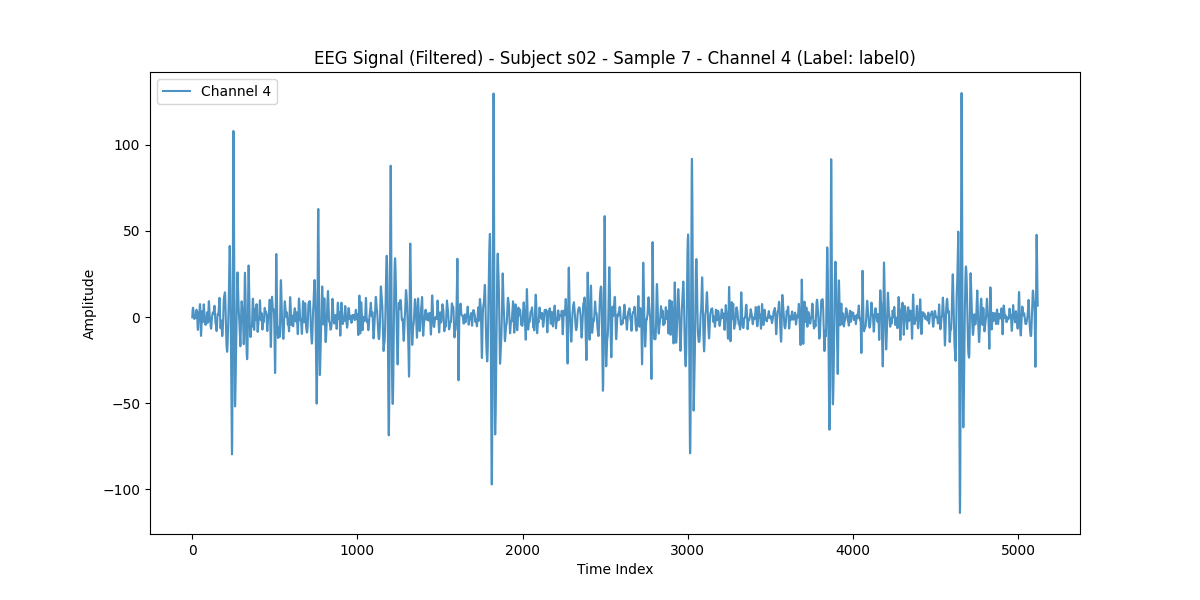 EEG Signal (Filtered) - Subject s02 - Sample 7 - Channel 4 (Label: label0)
Channel 4
Amplitude
100
50
0
−50
−100
0 1000 2000 3000 4000 5000
Time Index